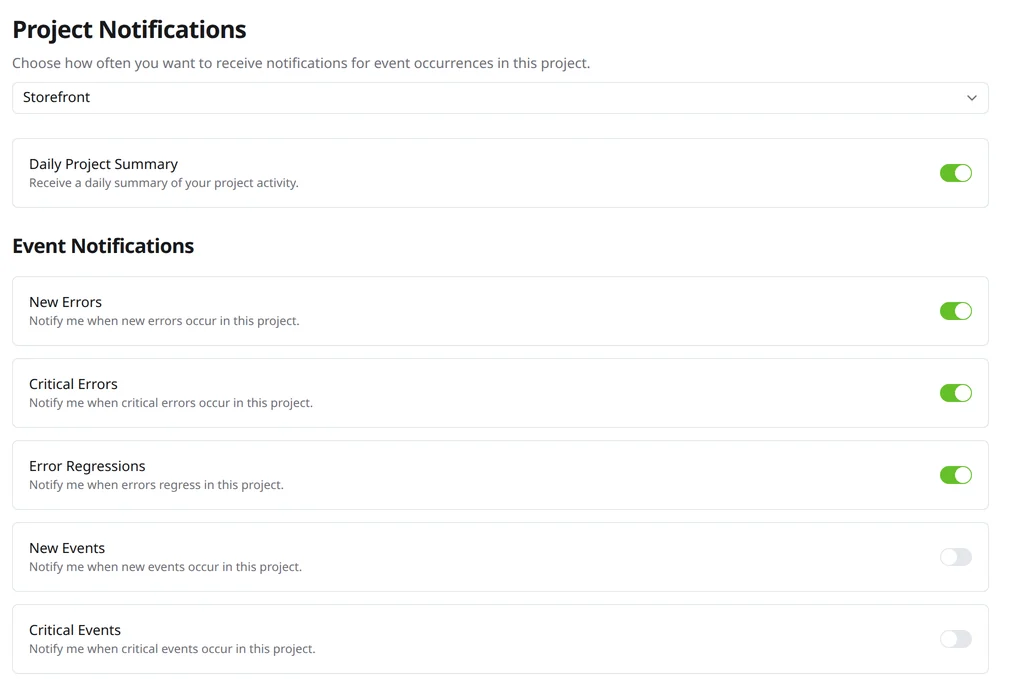 Project Notifications
Choose how often you want to receive notifications for event occurrences in this project.
Storefront
Daily Project Summary
Receive a daily summary of your project activity.
Event Notifications
New Errors
Notify me when new errors occur in this project.
Critical Errors
Notify me when critical errors occur in this project.
Error Regressions
Notify me when errors regress in this project.
New Events
Notify me when new events occur in this project.
Critical Events
Notify me when critical events occur in this project.